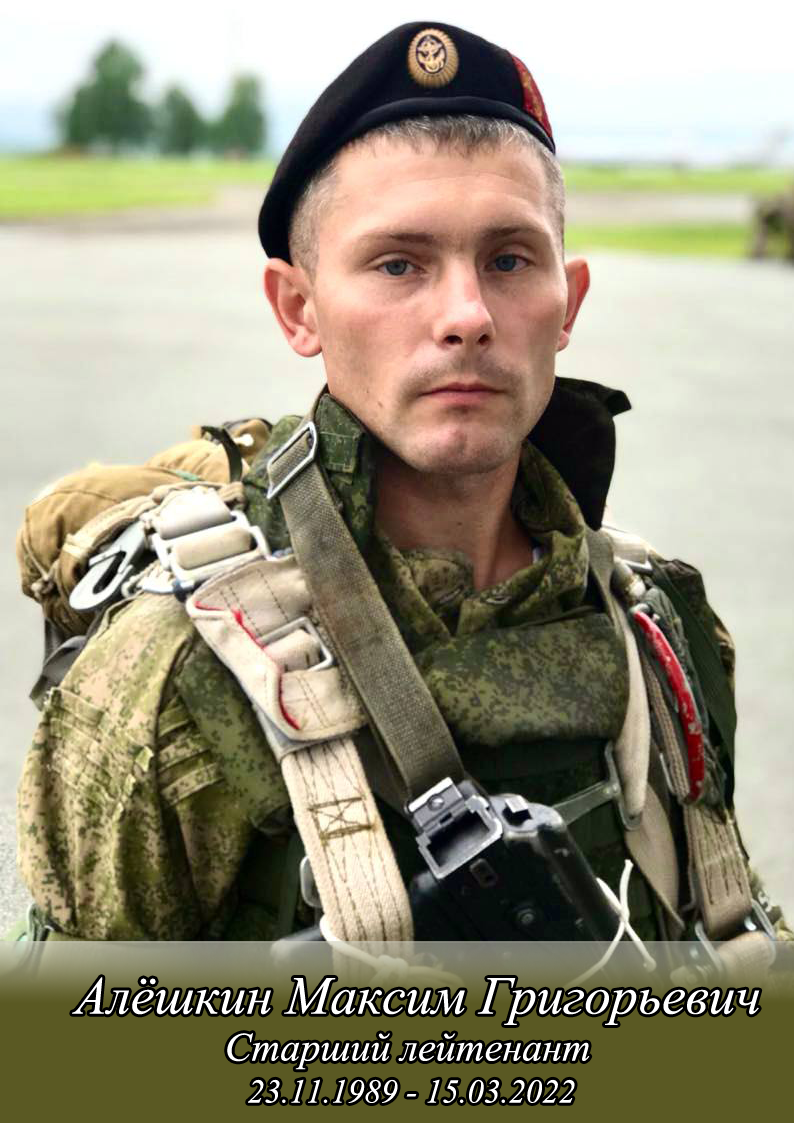 Алёшкин Максим Григорьевич
Старший лейтенант
23.11.1989 - 15.03.2022